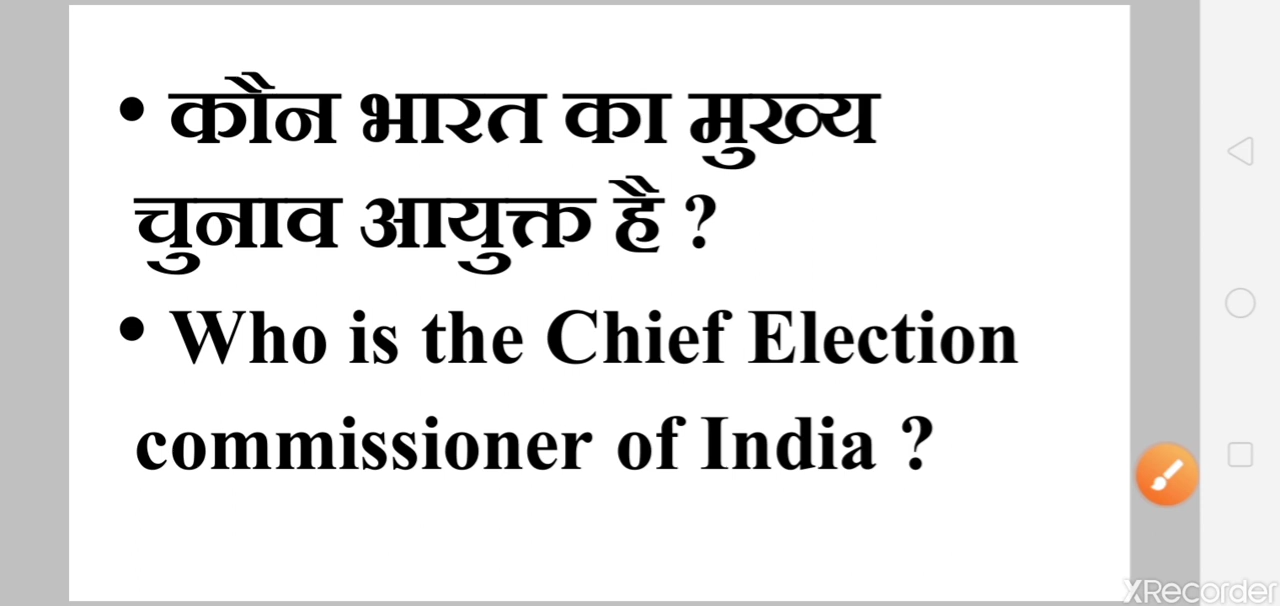 • कौन भारत का मुख्य
चुनाव आयुक्त है ?
• Who is the Chief Election
commissioner of India ?
XRecorder